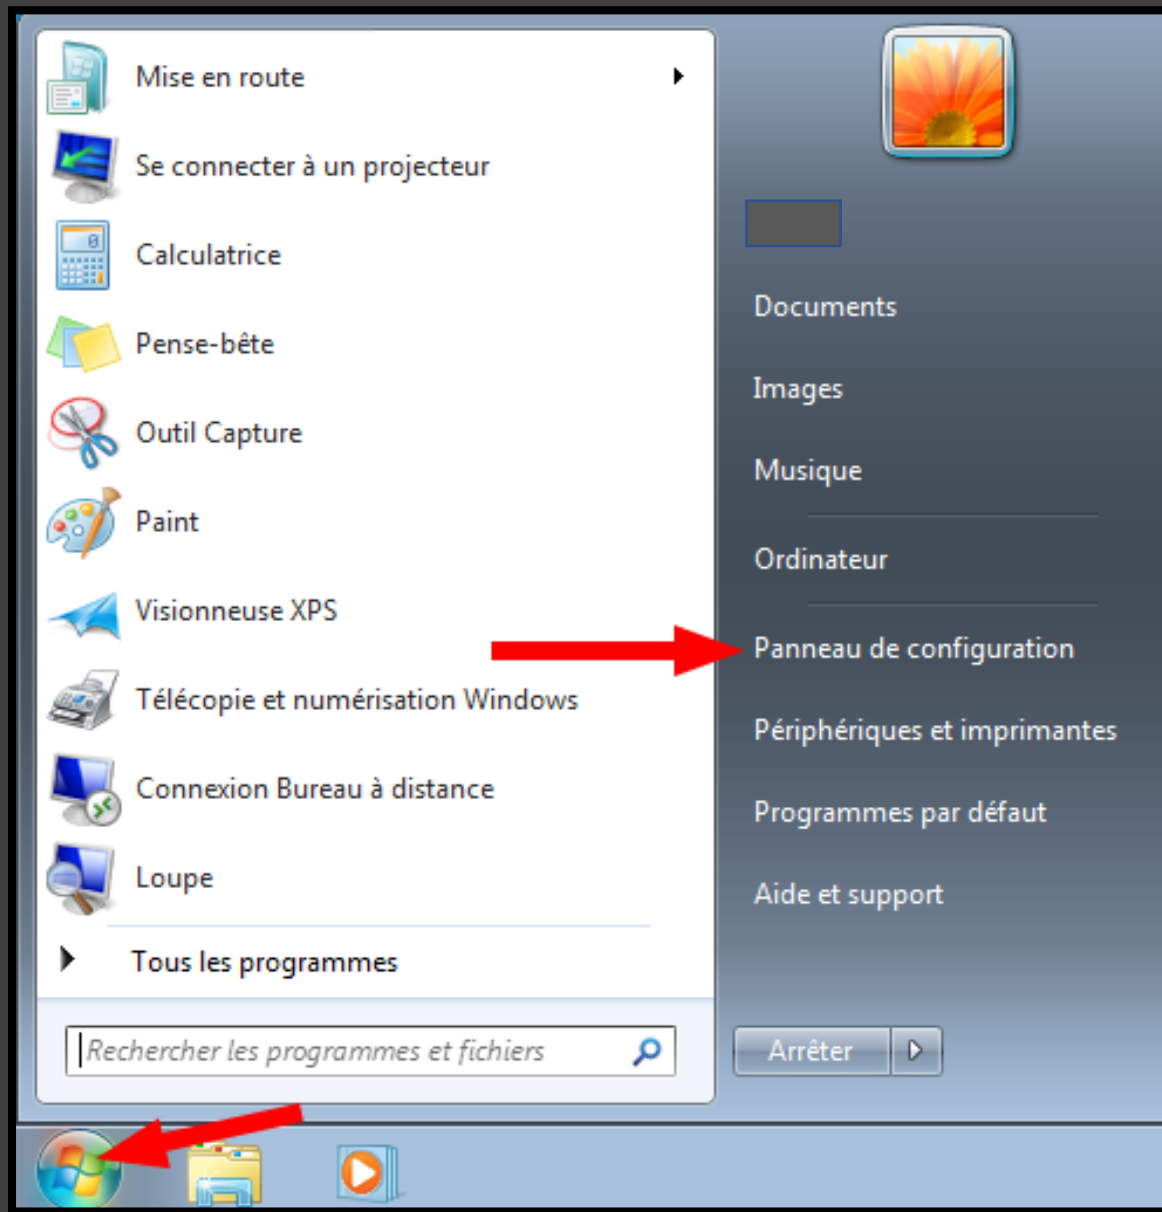 Mise en route
Se connecter à un projecteur
Calculatrice
Pense-bête
Outil Capture
Paint
Visionneuse XPS
Télécopie et numérisation Windows
Connexion Bureau à distance
Loupe
Tous les programmes
Rechercher les programmes et fichiers
Documents
Images
Musique
Ordinateur
Panneau de configuration
Périphériques et imprimantes
Programmes par défaut
Aide et support
Arrêter